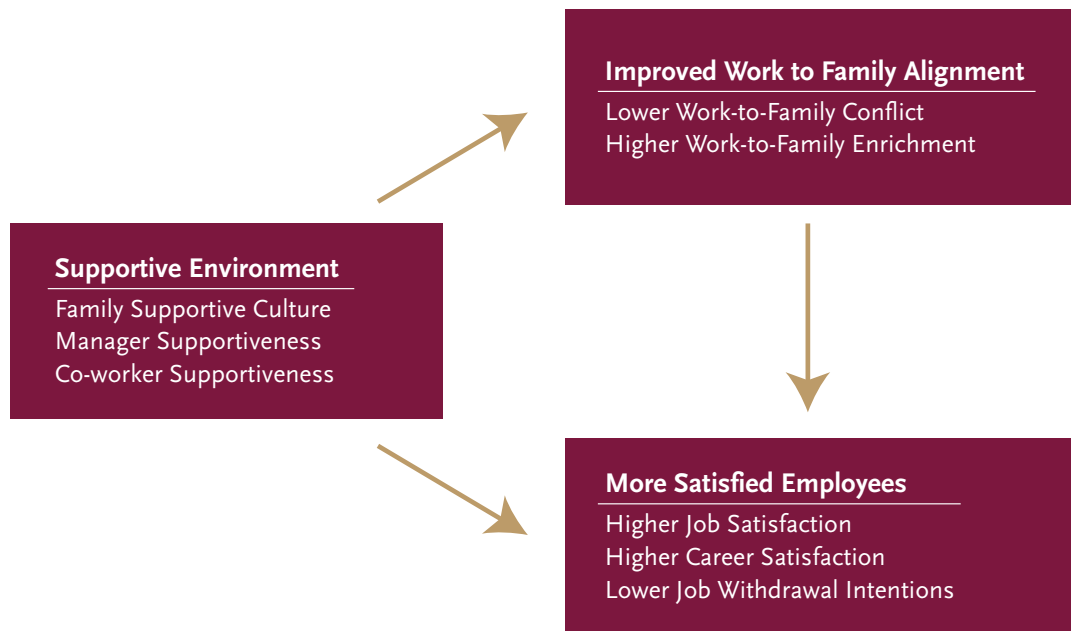 Improved Work to Family Alignment
Lower Work-to-Family Conflict
Higher Work-to-Family Enrichment
Supportive Environment
Family Supportive Culture
Manager Supportiveness
Co-worker Supportiveness
More Satisfied Employees
Higher Job Satisfaction
Higher Career Satisfaction
Lower Job Withdrawal Intentions